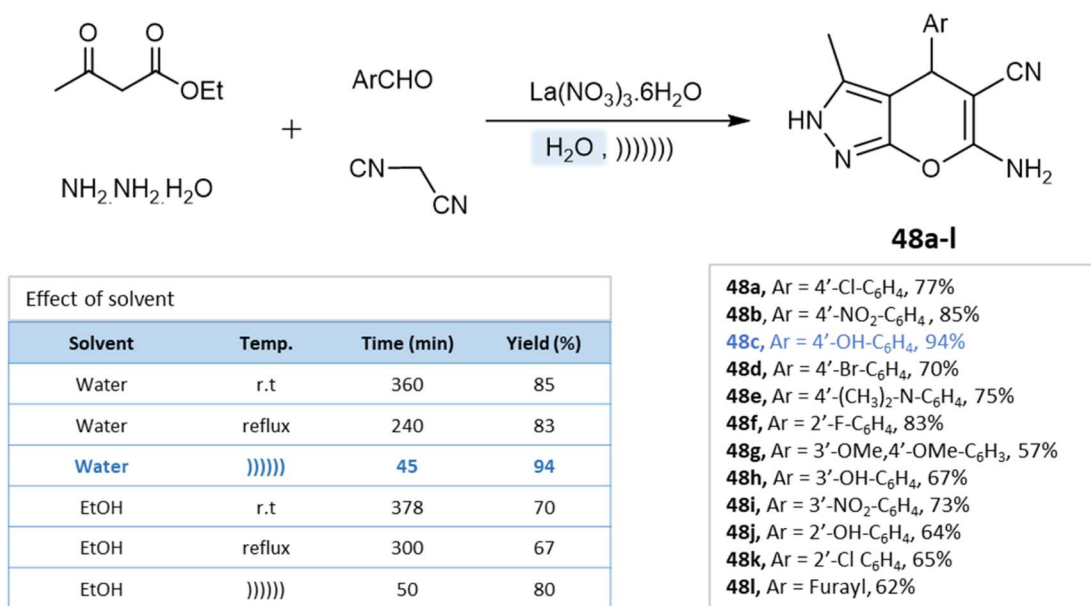 O
O
OEt
NH₂.NH₂.H₂O
+
ArCHO
CN
CN
La(NO₃)₃.6H₂O
H₂O , )))))))
Ar
CN
HN
N
O
NH₂
48a-l
Effect of solvent
Solvent Temp. Time (min) Yield (%)
Water r.t 360 85
Water reflux 240 83
Water )))))) 45 94
EtOH r.t 378 70
EtOH reflux 300 67
EtOH )))))) 50 80
48a, Ar = 4’-Cl-C₆H₄, 77%
48b, Ar = 4’-NO₂-C₆H₄ , 85%
48c, Ar = 4’-OH-C₆H₄, 94%
48d, Ar = 4’-Br-C₆H₄, 70%
48e, Ar = 4’-(CH₃)₂-N-C₆H₄, 75%
48f, Ar = 2’-F-C₆H₄, 83%
48g, Ar = 3’-OMe,4’-OMe-C₆H₃, 57%
48h, Ar = 3’-OH-C₆H₄, 67%
48i, Ar = 3’-NO₂-C₆H₄, 73%
48j, Ar = 2’-OH-C₆H₄, 64%
48k, Ar = 2’-Cl C₆H₄, 65%
48l, Ar = Furayl, 62%